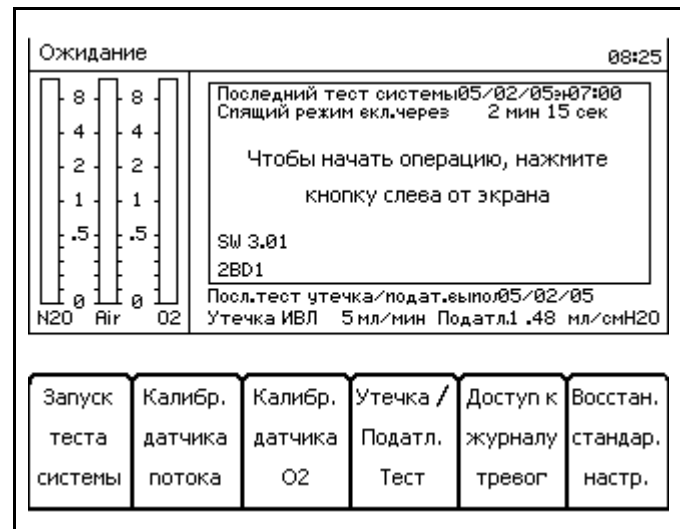 Ожидание 08:25
8 8
4 4
2 2
1 1
.5 .5
0 0
N2O Air O2
Последний тест системы05/02/05эн07:00
Спящий режим вкл.через 2 мин 15 сек
Чтобы начать операцию, нажмите
кнопку слева от экрана
SW 3.01
2BD1
Посл.тест утечка/подат.выпол05/02/05
Утечка ИВЛ 5 мл/мин Податл.1 .48 мл/смH2O
Запуск
теста
системы
Калибр.
датчика
потока
Калибр.
датчика
O2
Утечка /
Податл.
Тест
Доступ к
журналу
тревог
Восстан.
стандар.
настр.